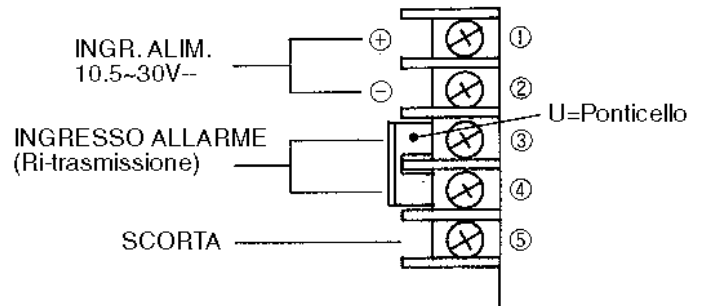 INGR. ALIM.
10.5~30V--
⊕
⊖
①
②
U=Ponticello
③
INGRESSO ALLARME
(Ri-trasmissione)
④
SCORTA
⑤